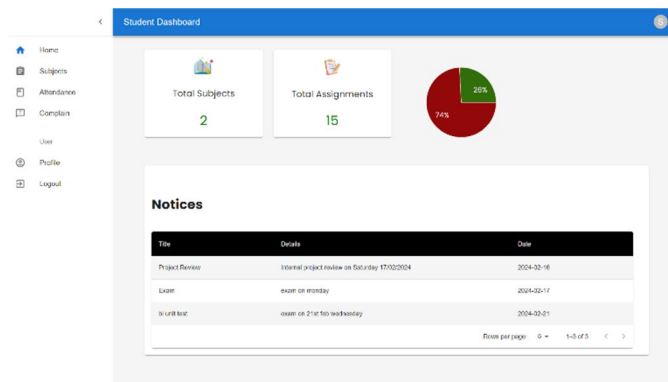 Student Dashboard
S
Home
Subjects
Attendance
Complain
User
Profile
Logout
Total Subjects
2
Total Assignments
15
26%
74%
Notices
Title Details Date
Project Review Internal project review on Saturday 17/02/2024 2024-02-16
Exam exam on monday 2024-02-17
bi unit test exam on 21st feb wednesday 2024-02-21
Rows per page: 1–3 of 3